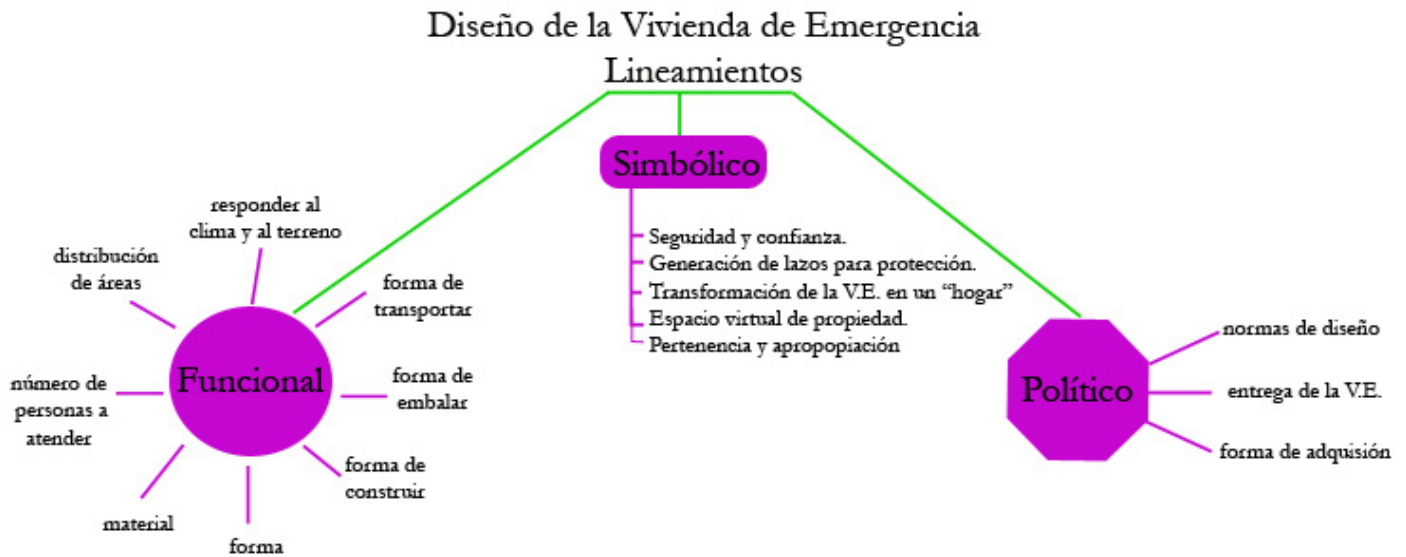 Diseño de la Vivienda de Emergencia
Lineamientos
Simbólico
Seguridad y confianza.
Generación de lazos para protección.
Transformación de la V.E. en un “hogar”
Espacio virtual de propiedad.
Pertenencia y apropopiación
Funcional
responder al
clima y al terreno
distribución
de áreas
número de
personas a
atender
material
forma
forma de
construir
forma de
embalar
forma de
transportar
Político
normas de diseño
entrega de la V.E.
forma de adquisión